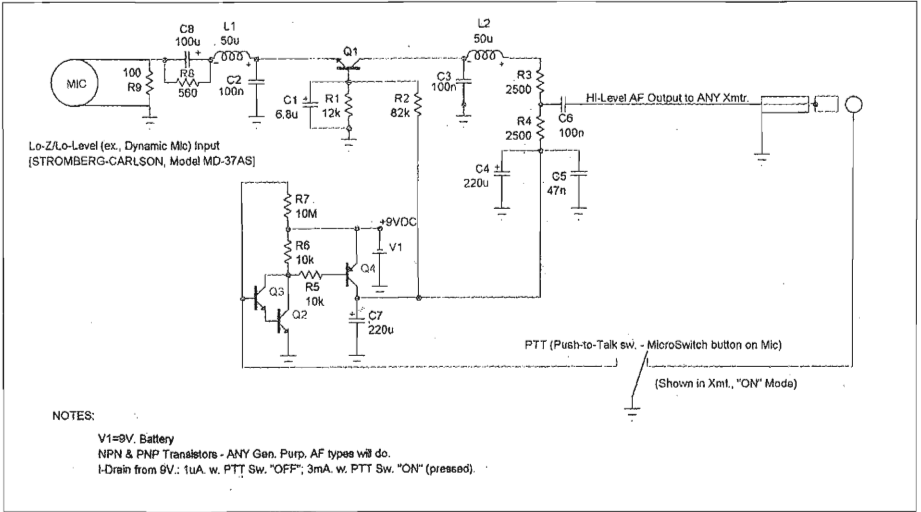 C8
100u
L1
50u
Q1
L2
50u
MIC
100
R9
R8
560
C2
100n
C1
6.8u
R1
12k
R2
82k
C3
100n
R3
2500
R4
2500
HI-Level AF Output to ANY Xmtr.
C6
100n
C4
220u
C5
47n
Lo-Z/Lo-Level (ex., Dynamic Mic) Input
[STROMBERG-CARLSON, Model MD-37AS]
R7
10M
+9VDC
V1
R6
10k
Q4
Q3
R5
10k
Q2
C7
220u
PTT (Push-to-Talk sw. - MicroSwitch button on Mic)
(Shown in Xmt., "ON" Mode)
NOTES:
V1=9V. Battery
NPN & PNP Transistors - ANY Gen. Purp. AF types will do.
I-Drain from 9V.: 1uA. w. PTT Sw. "OFF"; 3mA. w. PTT Sw. "ON" (pressed).